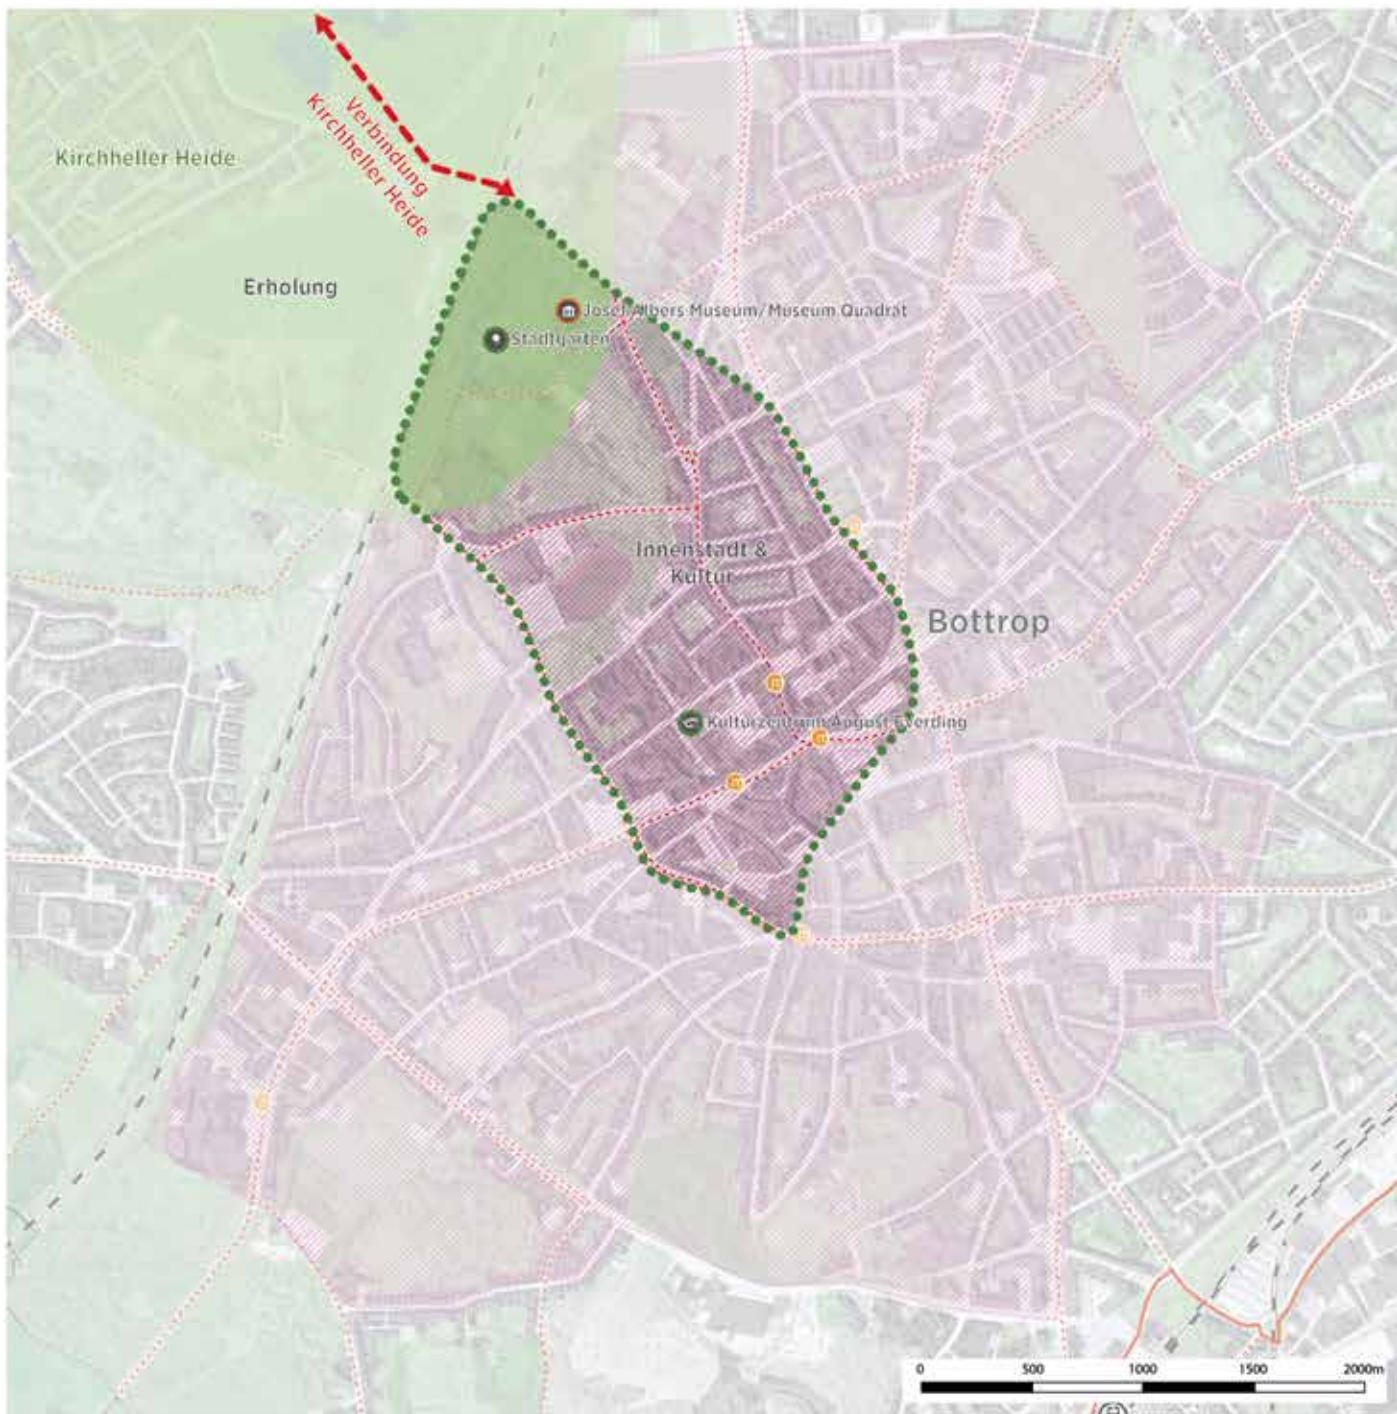 Verbindung
Kirchheller Heide
Kirchheller Heide
Erholung
Josef Albers Museum/Museum Quadrat
Stadtgarten
Innenstadt &
Kultur
Bottrop
Kulturzentrum August Everding
0 500 1000 1500 2000m